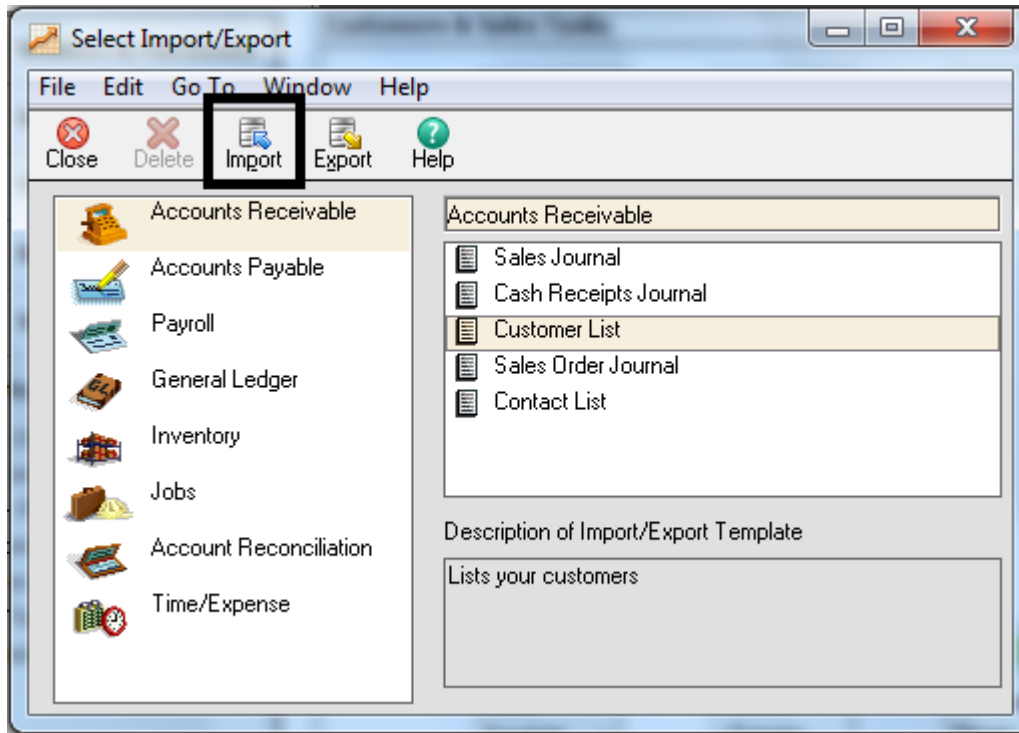 Select Import/Export
File Edit Go To Window Help
Close Delete Import Export Help
Accounts Receivable
Accounts Payable
Payroll
General Ledger
Inventory
Jobs
Account Reconciliation
Time/Expense
Accounts Receivable
Sales Journal
Cash Receipts Journal
Customer List
Sales Order Journal
Contact List
Description of Import/Export Template
Lists your customers